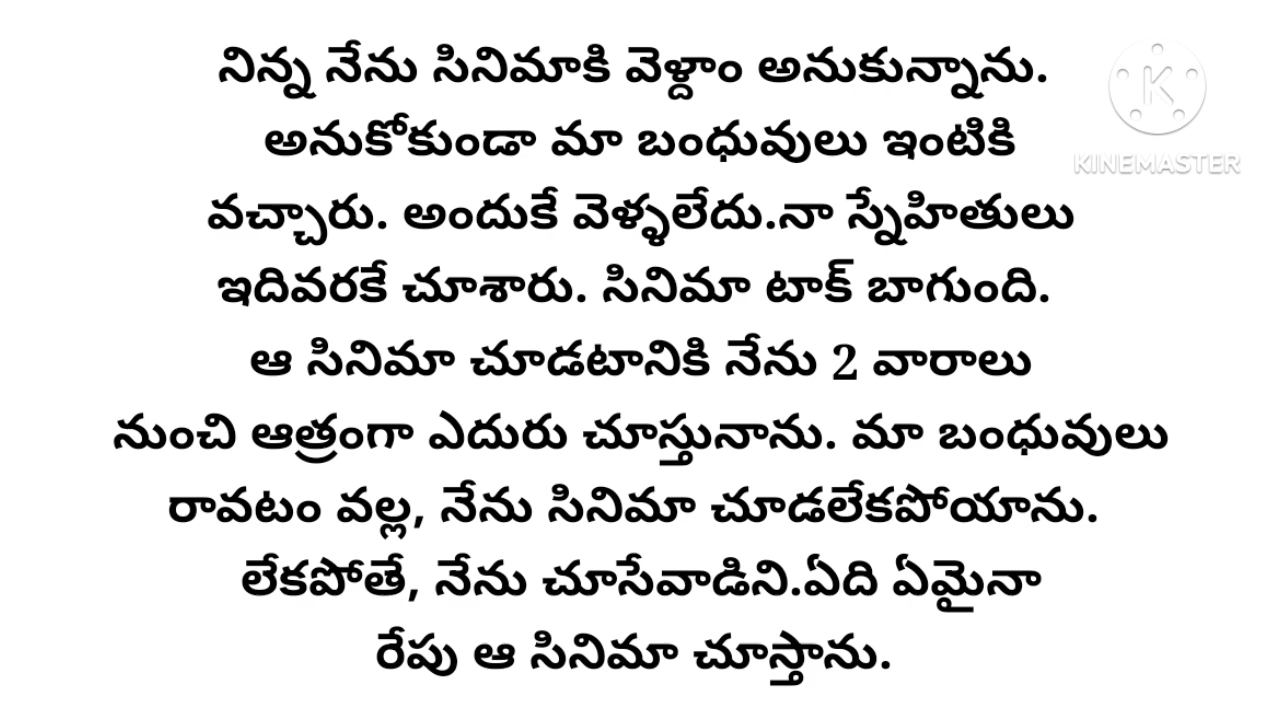 నిన్న నేను సినిమాకి వెళ్దాం అనుకున్నాను.
అనుకోకుండా మా బంధువులు ఇంటికి
వచ్చారు. అందుకే వెళ్ళలేదు.నా స్నేహితులు
ఇదివరకే చూశారు. సినిమా టాక్ బాగుంది.
ఆ సినిమా చూడటానికి నేను 2 వారాలు
నుంచి ఆత్రంగా ఎదురు చూస్తునాను. మా బంధువులు
రావటం వల్ల, నేను సినిమా చూడలేకపోయాను.
లేకపోతే, నేను చూసేవాడిని.ఏది ఏమైనా
రేపు ఆ సినిమా చూస్తాను.
K
KINEMASTER